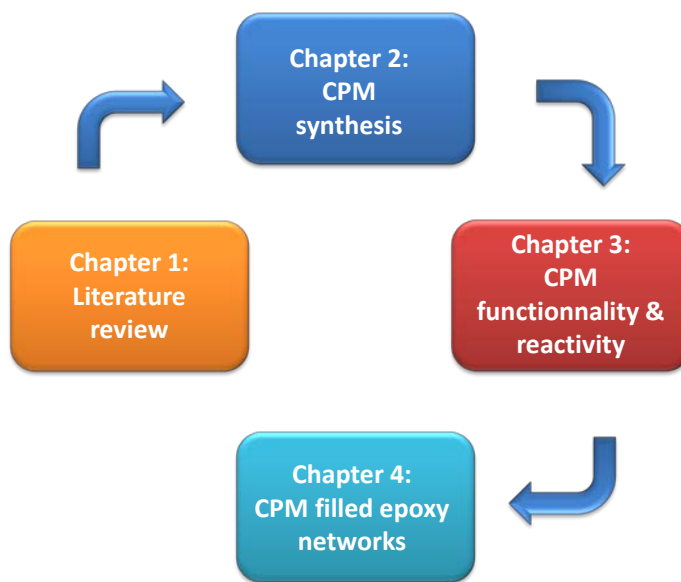 Chapter 1:
Literature
review
Chapter 2:
CPM
synthesis
Chapter 3:
CPM
functionnality &
reactivity
Chapter 4:
CPM filled epoxy
networks